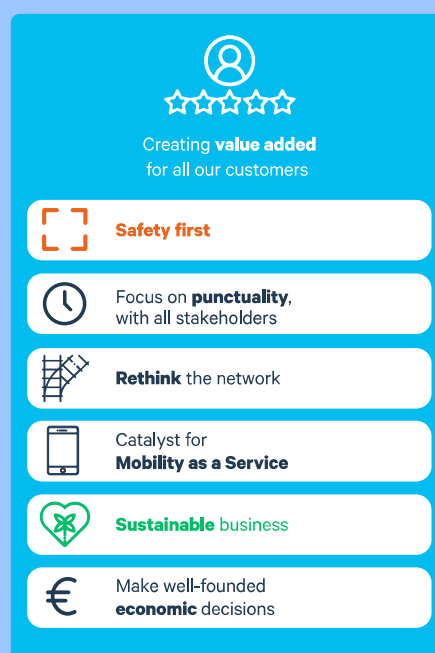 Creating value added
for all our customers
Safety first
Focus on punctuality,
with all stakeholders
Rethink the network
Catalyst for
Mobility as a Service
Sustainable business
Make well-founded
economic decisions